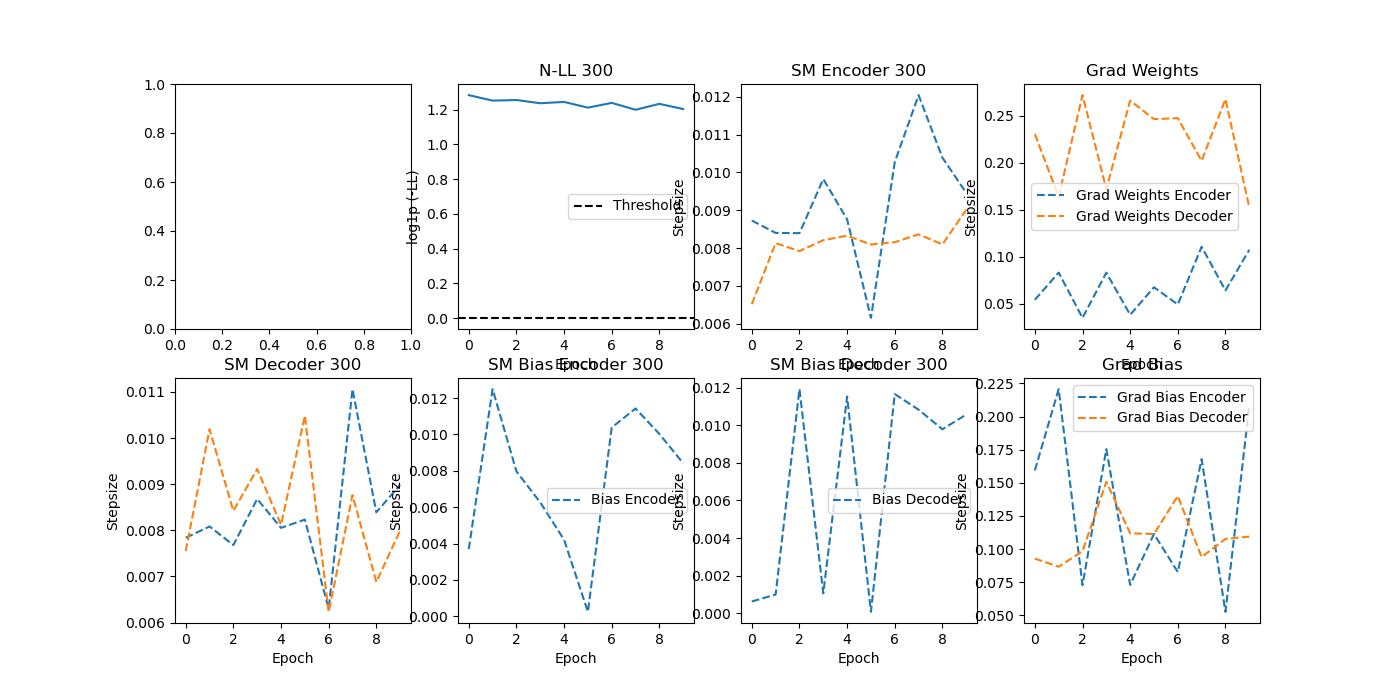 N-LL 300
SM Encoder 300
Grad Weights
1.0
0.8
0.6
0.4
0.2
0.0
0.0 0.2 0.4 0.6 0.8 1.0
log1p (-LL)
1.2
1.0
0.8
0.6
0.4
0.2
0.0
Threshold
0 2 4 6 8
Epoch
Stepsize
0.012
0.011
0.010
0.009
0.008
0.007
0.006
0 2 4 6 8
Epoch
Stepsize
0.25
0.20
0.15
0.10
0.05
Grad Weights Encoder
Grad Weights Decoder
0 2 4 6 8
Epoch
SM Decoder 300
SM Bias Encoder 300
SM Bias Decoder 300
Grad Bias
Stepsize
0.011
0.010
0.009
0.008
0.007
0.006
0 2 4 6 8
Epoch
Stepsize
0.012
0.010
0.008
0.006
0.004
0.002
0.000
Bias Encoder
0 2 4 6 8
Epoch
Stepsize
0.012
0.010
0.008
0.006
0.004
0.002
0.000
Bias Decoder
0 2 4 6 8
Epoch
Stepsize
0.225
0.200
0.175
0.150
0.125
0.100
0.075
0.050
Grad Bias Encoder
Grad Bias Decoder
0 2 4 6 8
Epoch